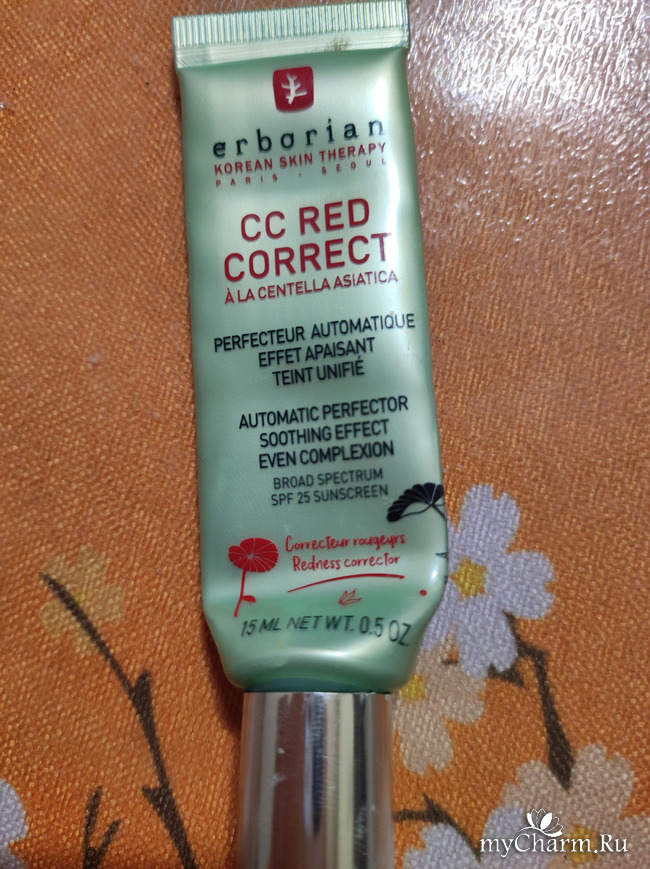 erborian
KOREAN SKIN THERAPY
PARIS · SEOUL
CC RED
CORRECT
À LA CENTELLA ASIATICA
PERFECTEUR AUTOMATIQUE
EFFET APAISANT
TEINT UNIFIÉ
AUTOMATIC PERFECTOR
SOOTHING EFFECT
EVEN COMPLEXION
BROAD SPECTRUM
SPF 25 SUNSCREEN
Correcteur rougeurs
Redness corrector
15 ML NET WT. 0.5 OZ
myCharm.Ru